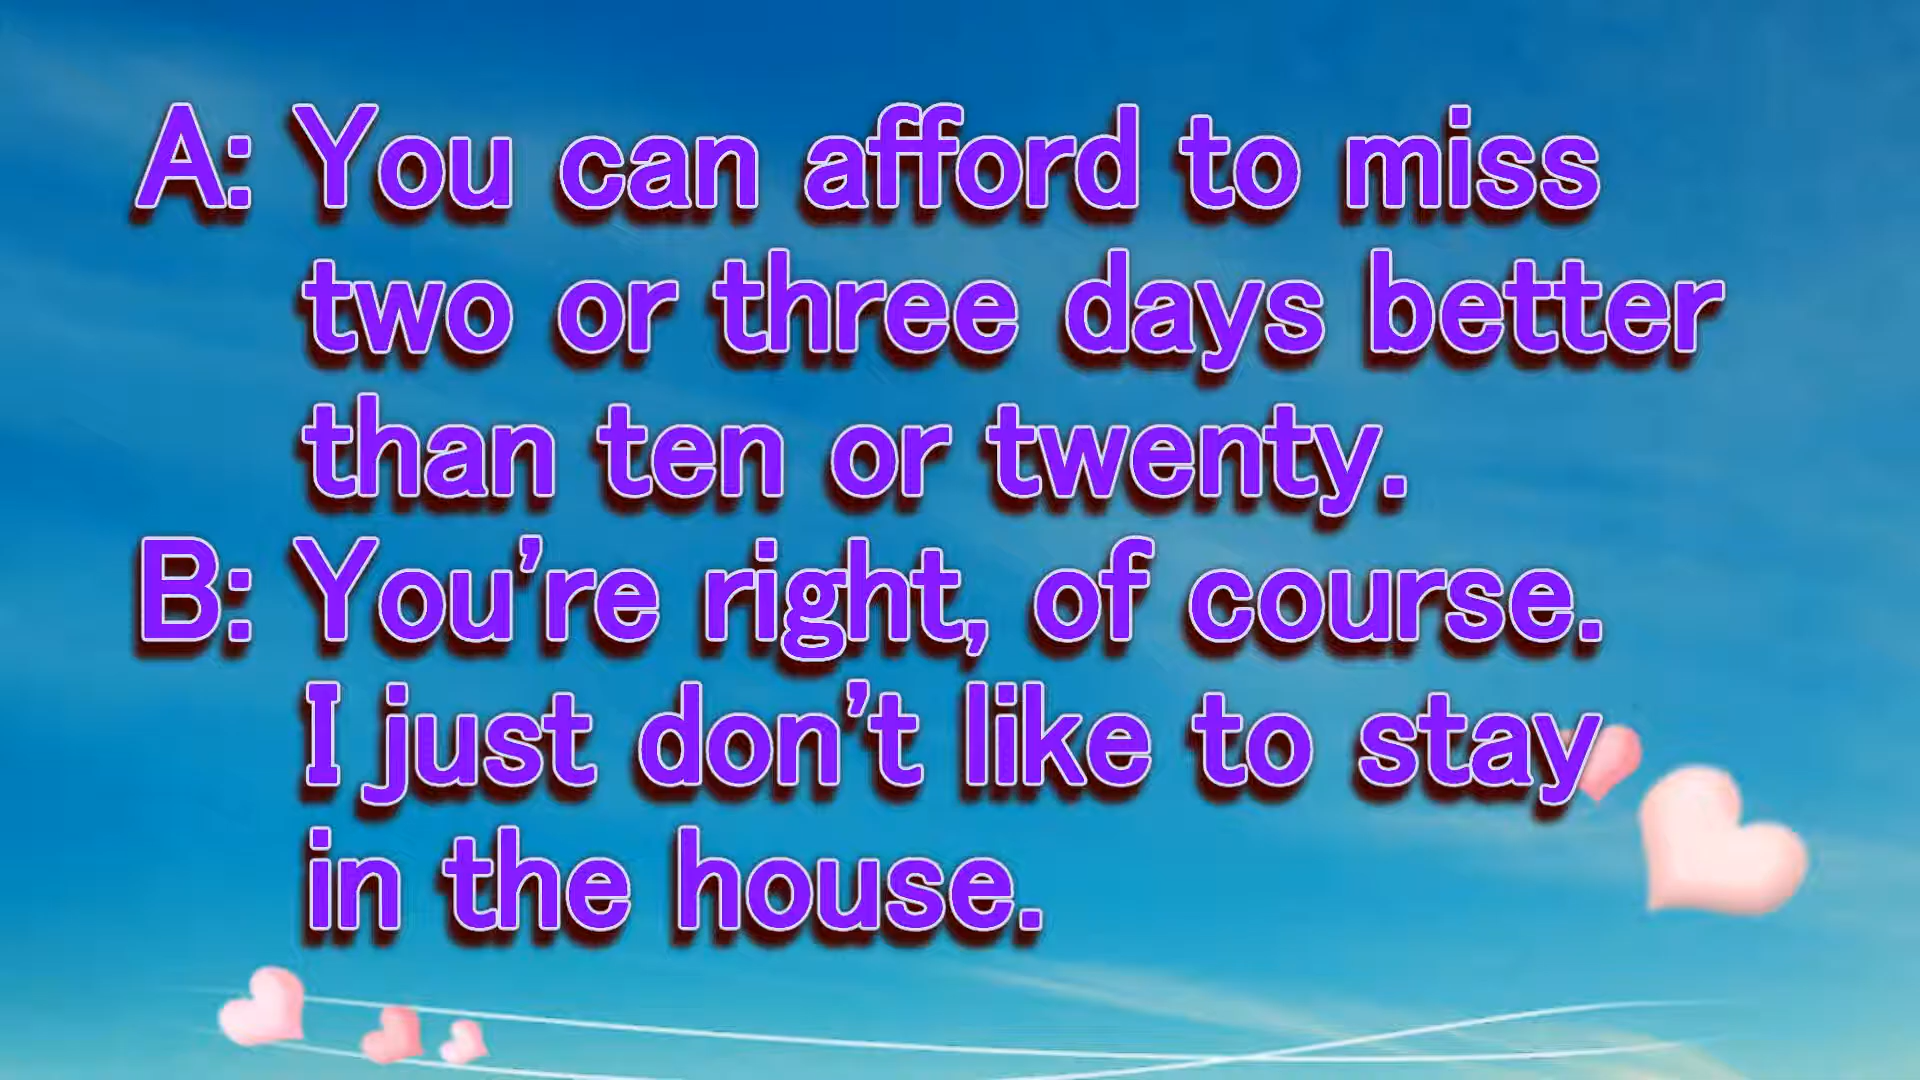 A: You can afford to miss
two or three days better
than ten or twenty.
B: You’re right, of course.
I just don’t like to stay
in the house.